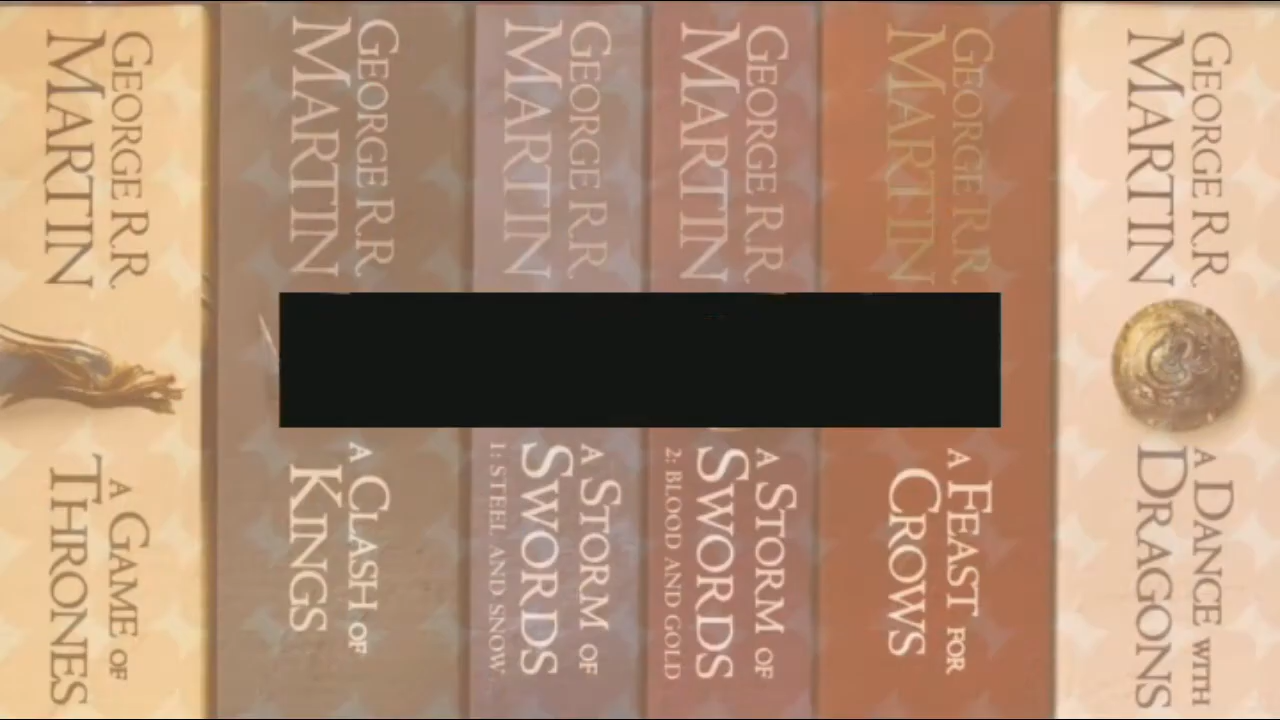 GEORGE R.R.
MARTIN
A GAME OF
THRONES
GEORGE R.R.
MARTIN
A CLASH OF
KINGS
GEORGE R.R.
MARTIN
A STORM OF
SWORDS
1: STEEL AND SNOW
GEORGE R.R.
MARTIN
A STORM OF
SWORDS
2: BLOOD AND GOLD
GEORGE R.R.
MARTIN
A FEAST FOR
CROWS
GEORGE R.R.
MARTIN
A DANCE WITH
DRAGONS